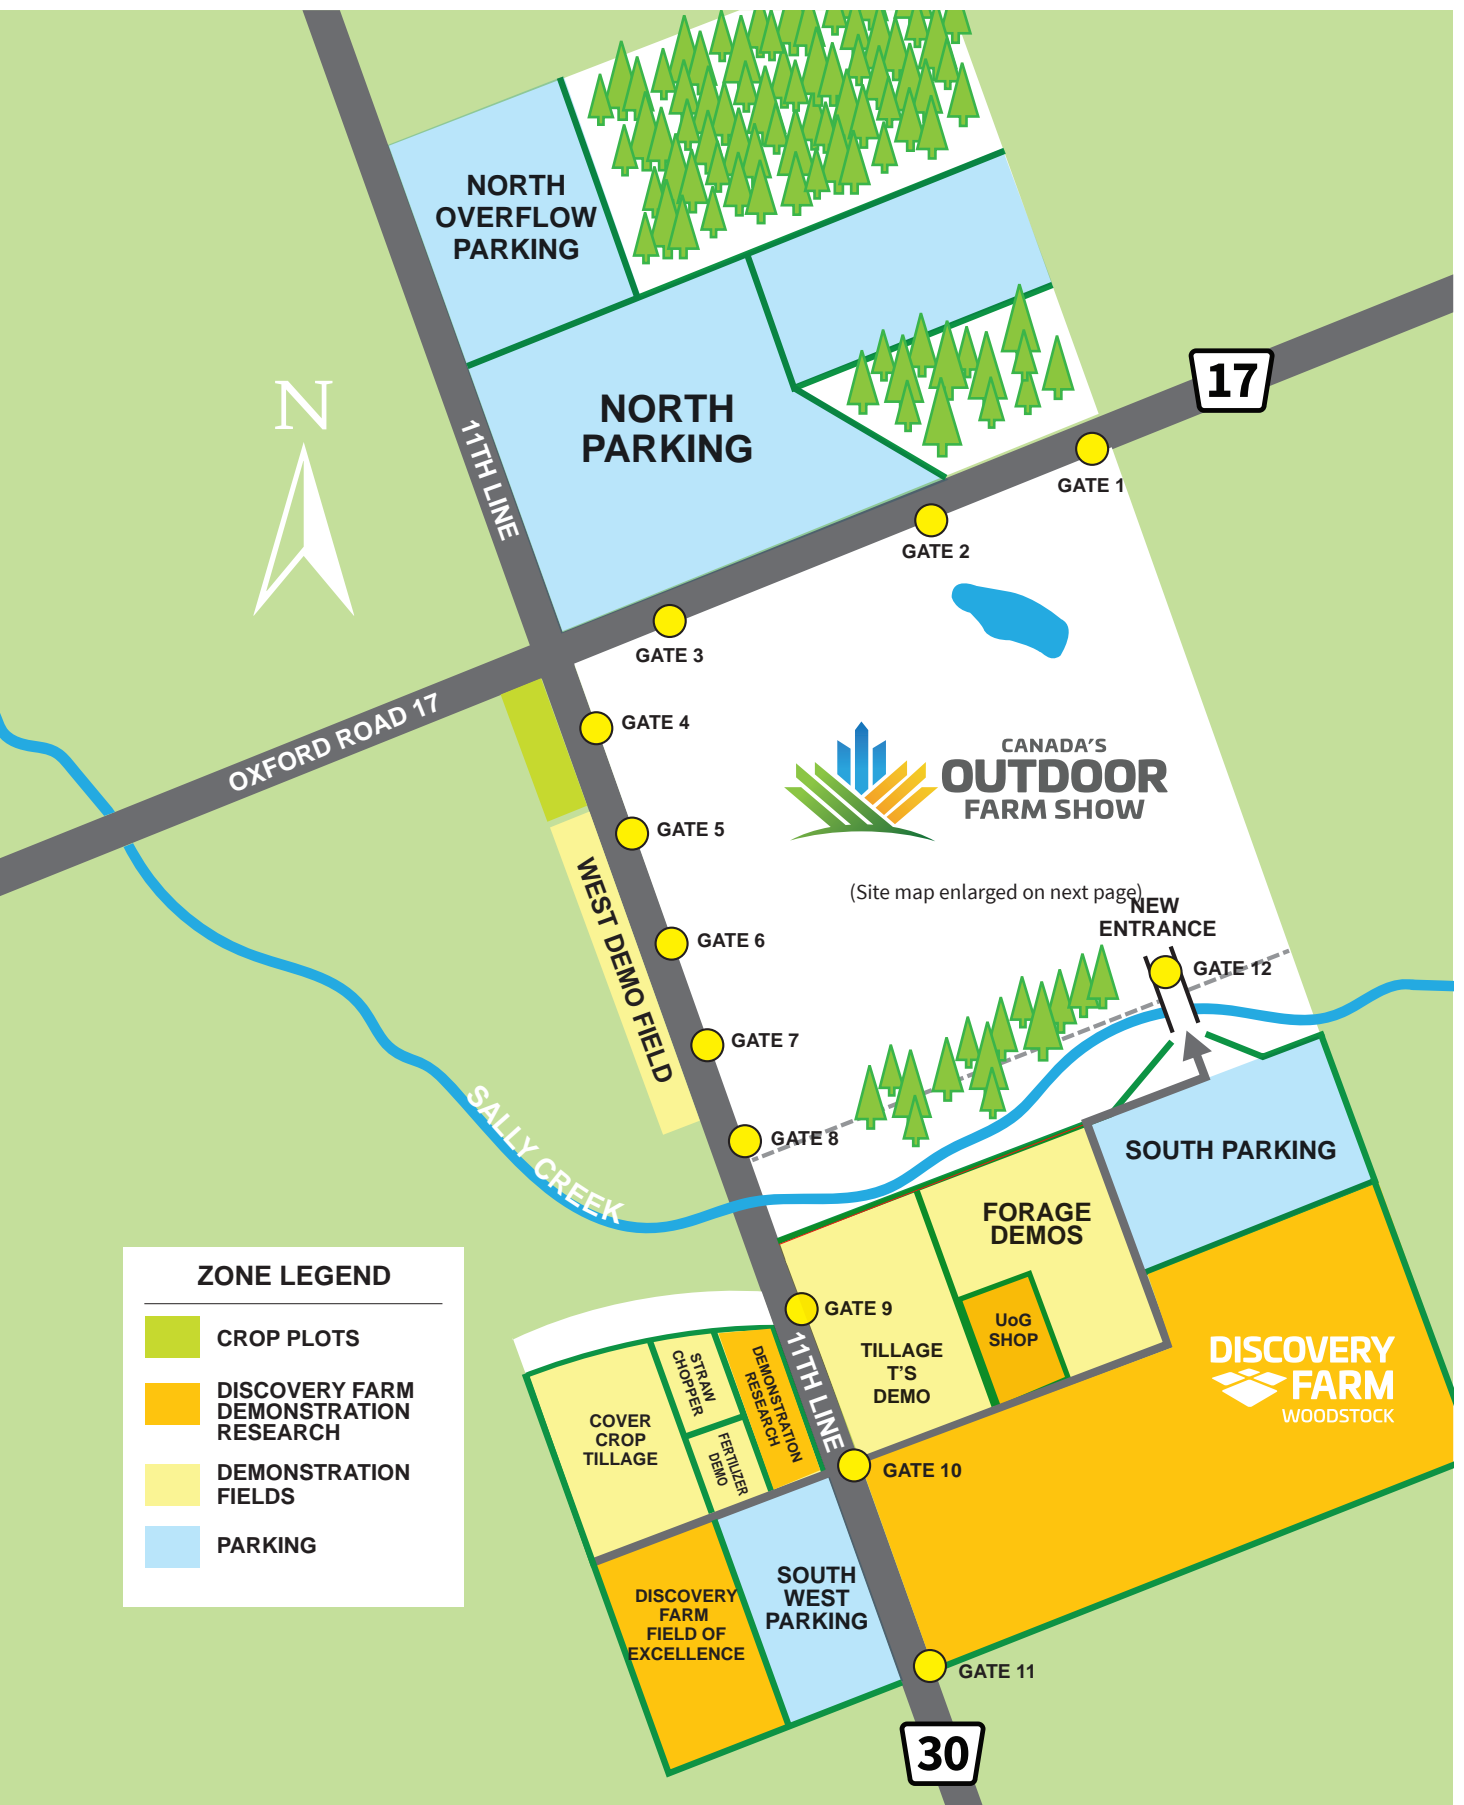 NORTH
OVERFLOW
PARKING
17
N
NORTH
PARKING
11TH LINE
GATE 1
GATE 2
GATE 3
OXFORD ROAD 17
GATE 4
CANADA'S
OUTDOOR
FARM SHOW
GATE 5
WEST DEMO FIELD
(Site map enlarged on next page)
NEW
ENTRANCE
GATE 6
GATE 12
GATE 7
SALLY CREEK
GATE 8
SOUTH PARKING
FORAGE
DEMOS
ZONE LEGEND
CROP PLOTS
DISCOVERY FARM
DEMONSTRATION
RESEARCH
DEMONSTRATION
FIELDS
PARKING
GATE 9
UoG
SHOP
11TH LINE
TILLAGE
T'S
DEMO
STRAW
CHOPPER
DEMONSTRATION
RESEARCH
COVER
CROP
TILLAGE
FERTILIZER
DEMO
DISCOVERY
FARM
WOODSTOCK
GATE 10
SOUTH
WEST
PARKING
DISCOVERY
FARM
FIELD OF
EXCELLENCE
GATE 11
30